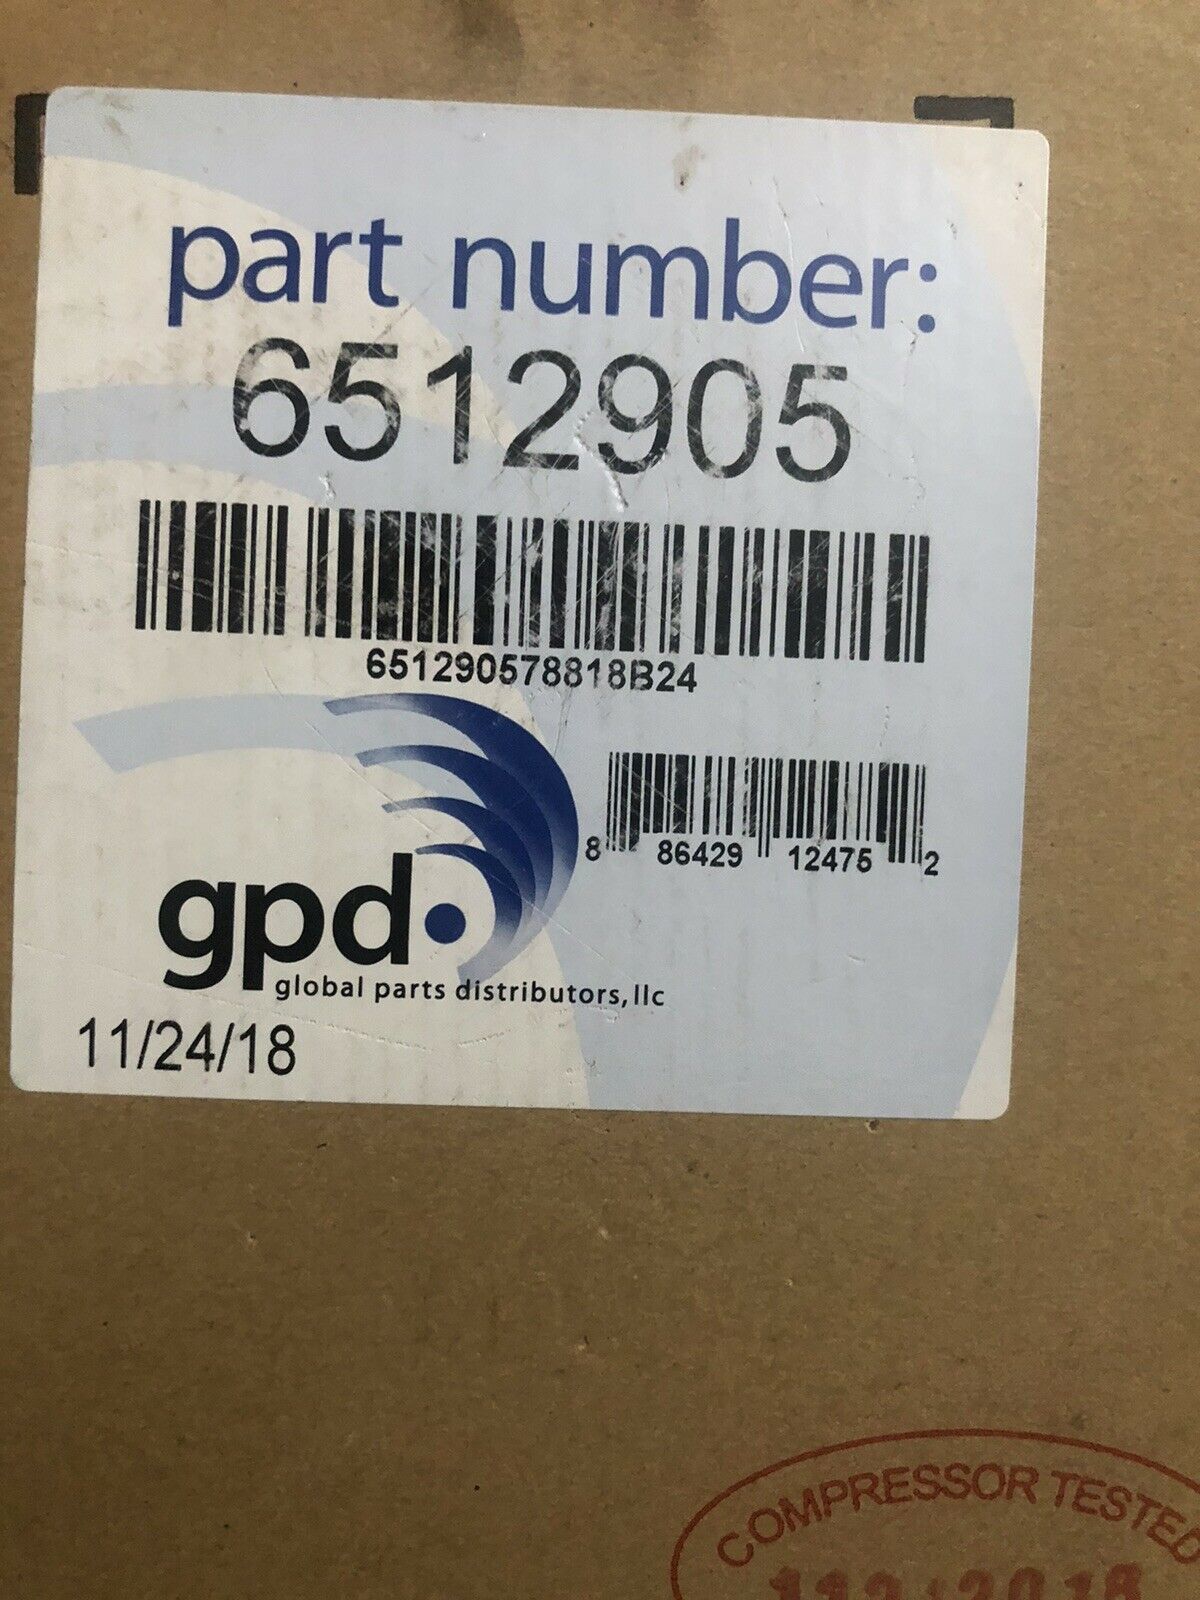 part number:
6512905
651290578818B24
8 86429 12475 2
gpd
global parts distributors, llc
11/24/18
COMPRESSOR TESTED